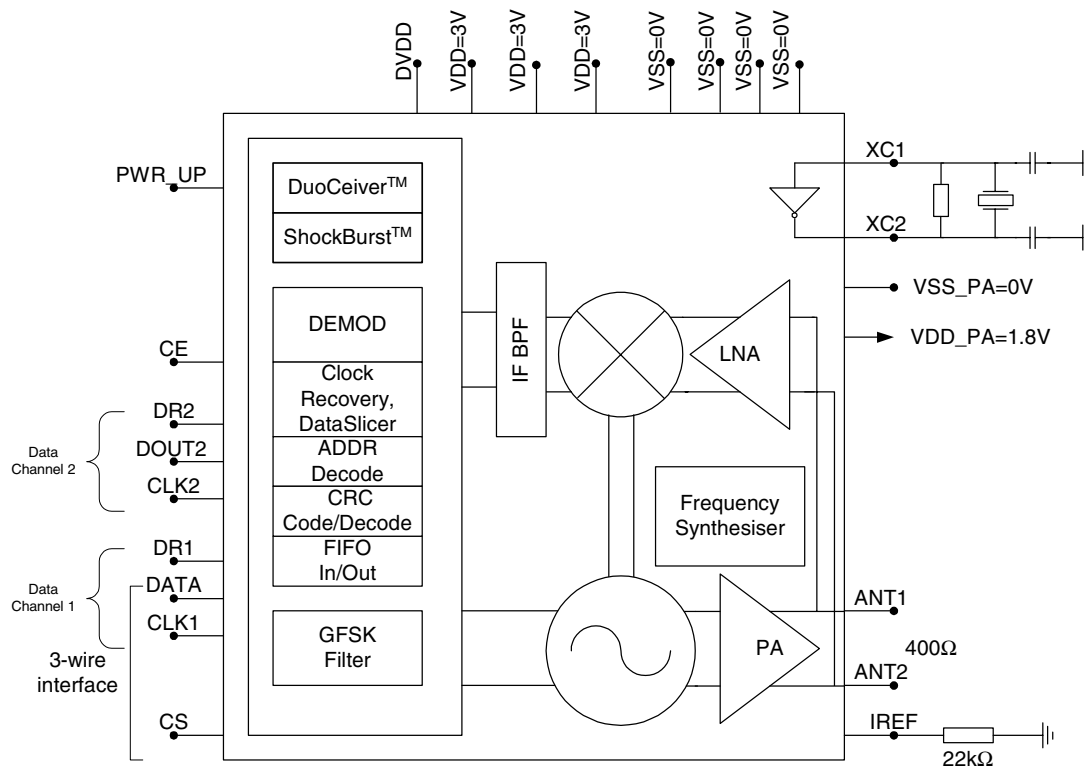 DVDD
VDD=3V
VDD=3V
VDD=3V
VSS=0V
VSS=0V
VSS=0V
VSS=0V
PWR_UP
DuoCeiver™
ShockBurst™
XC1
XC2
VSS_PA=0V
VDD_PA=1.8V
DEMOD
IF BPF
LNA
CE
Clock
Recovery,
DataSlicer
DR2
Data
Channel 2
DOUT2
ADDR
Decode
CLK2
CRC
Code/Decode
Frequency
Synthesiser
DR1
FIFO
In/Out
Data
Channel 1
DATA
CLK1
GFSK
Filter
PA
ANT1
400Ω
ANT2
3-wire
interface
CS
IREF
22kΩ